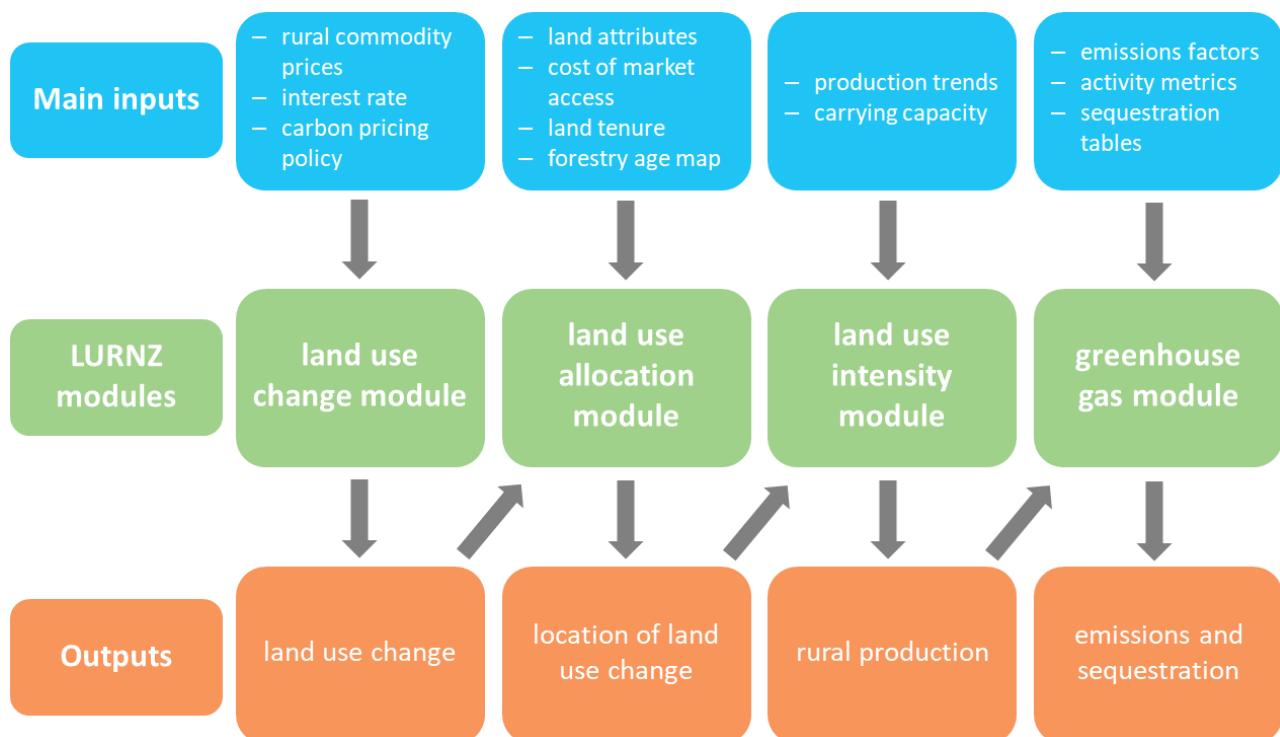 Main inputs
– rural commodity
prices
– interest rate
– carbon pricing
policy
– land attributes
– cost of market
access
– land tenure
– forestry age map
– production trends
– carrying capacity
– emissions factors
– activity metrics
– sequestration
tables
LURNZ
modules
land use
change module
land use
allocation
module
land use
intensity
module
greenhouse
gas module
Outputs
land use change
location of land
use change
rural production
emissions and
sequestration